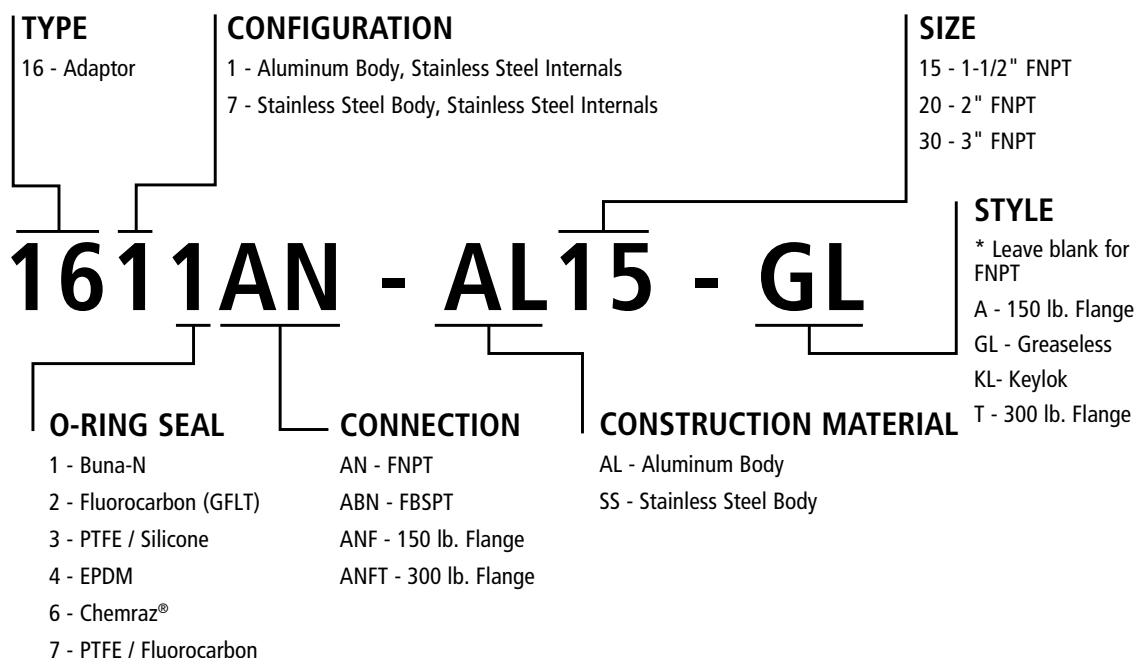 TYPE
16 - Adaptor
CONFIGURATION
1 - Aluminum Body, Stainless Steel Internals
7 - Stainless Steel Body, Stainless Steel Internals
SIZE
15 - 1-1/2" FNPT
20 - 2" FNPT
30 - 3" FNPT
1611AN - AL15 - GL
STYLE
* Leave blank for
FNPT
A - 150 lb. Flange
GL - Greaseless
KL- Keylok
T - 300 lb. Flange
O-RING SEAL
1 - Buna-N
2 - Fluorocarbon (GFLT)
3 - PTFE / Silicone
4 - EPDM
6 - Chemraz®
7 - PTFE / Fluorocarbon
CONNECTION
AN - FNPT
ABN - FBSPT
ANF - 150 lb. Flange
ANFT - 300 lb. Flange
CONSTRUCTION MATERIAL
AL - Aluminum Body
SS - Stainless Steel Body